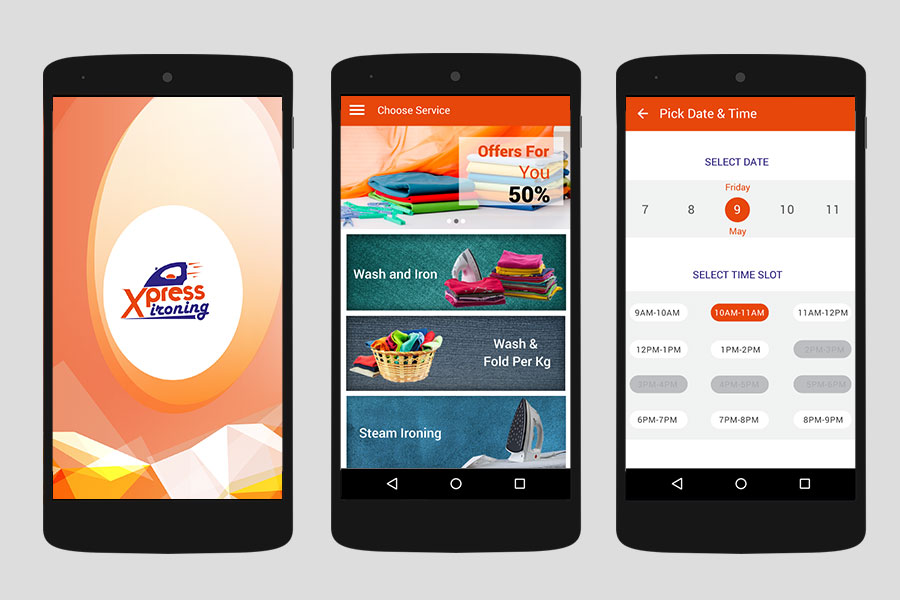 Xpress
ironing
Choose Service
Offers For
You
50%
Wash and Iron
Wash &
Fold Per Kg
Steam Ironing
Pick Date & Time
SELECT DATE
Friday
7 8 9 10 11
May
SELECT TIME SLOT
9AM-10AM 10AM-11AM 11AM-12PM
12PM-1PM 1PM-2PM 2PM-3PM
3PM-4PM 4PM-5PM 5PM-6PM
6PM-7PM 7PM-8PM 8PM-9PM